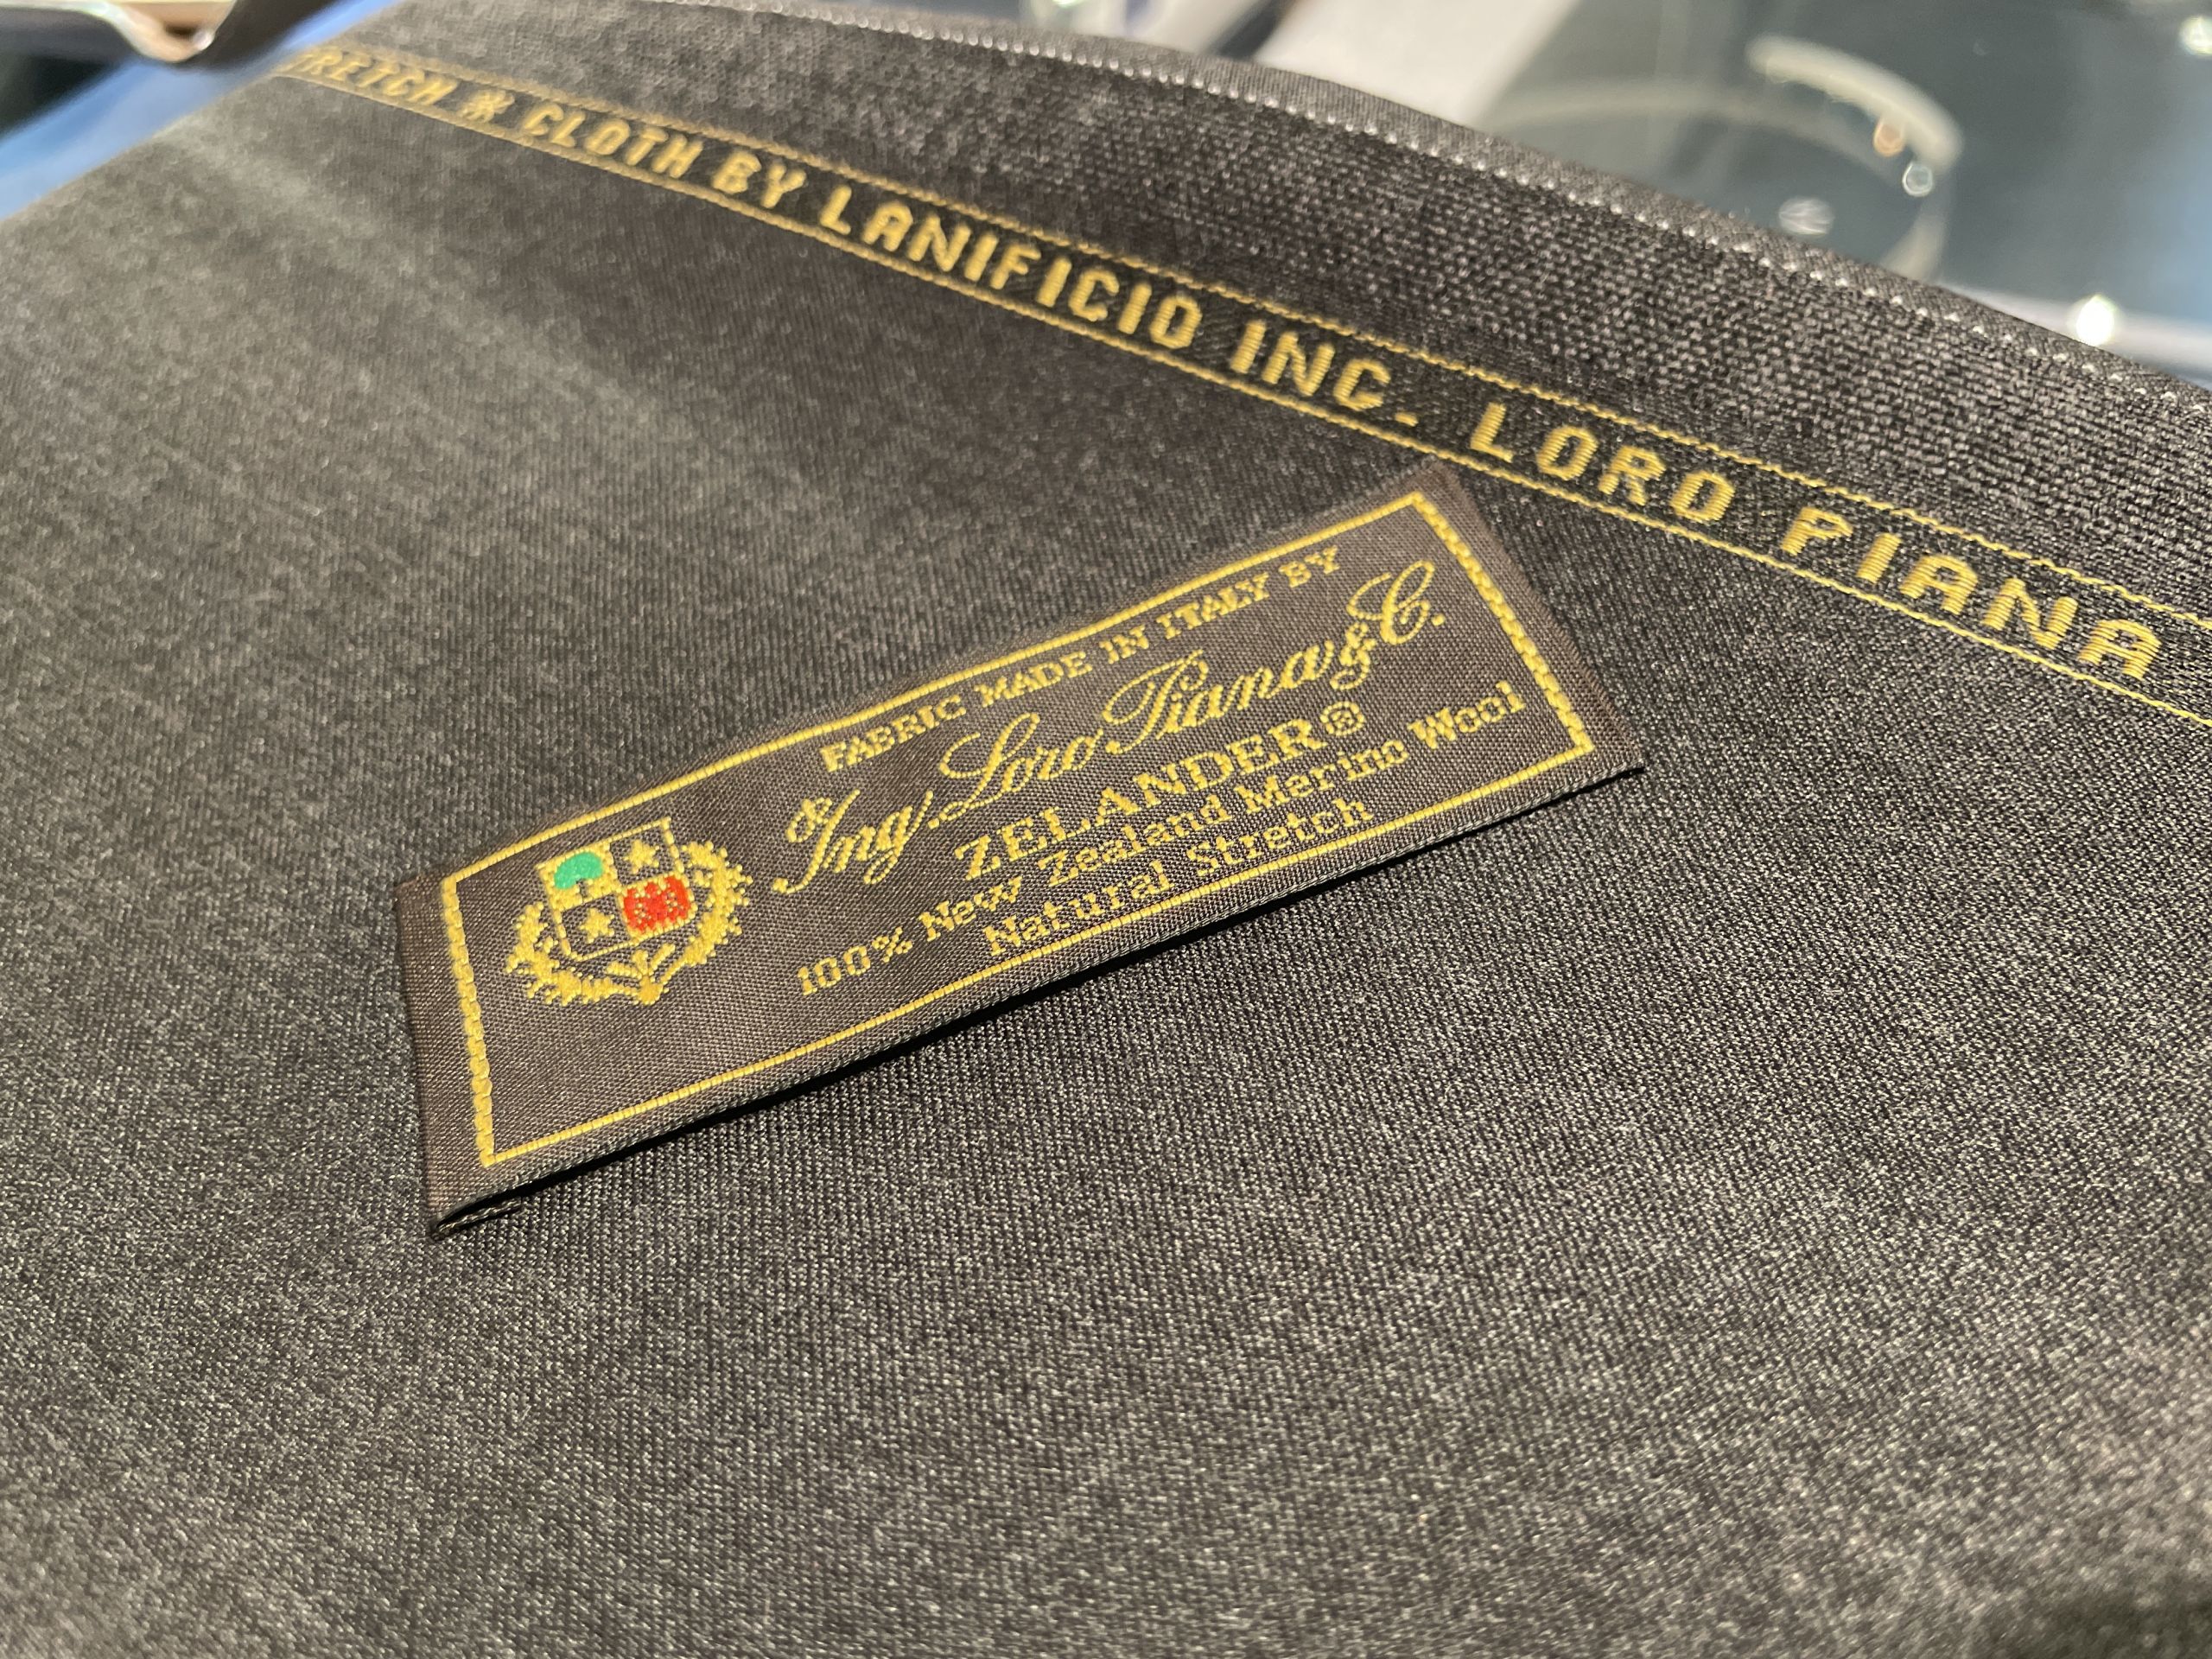 TRETCH ※ CLOTH BY LANIFICIO ING. LORO PIANA
FABRIC MADE IN ITALY BY
Ing. Loro Piana & C.
ZELANDER®
100% New Zealand Merino Wool
Natural Stretch